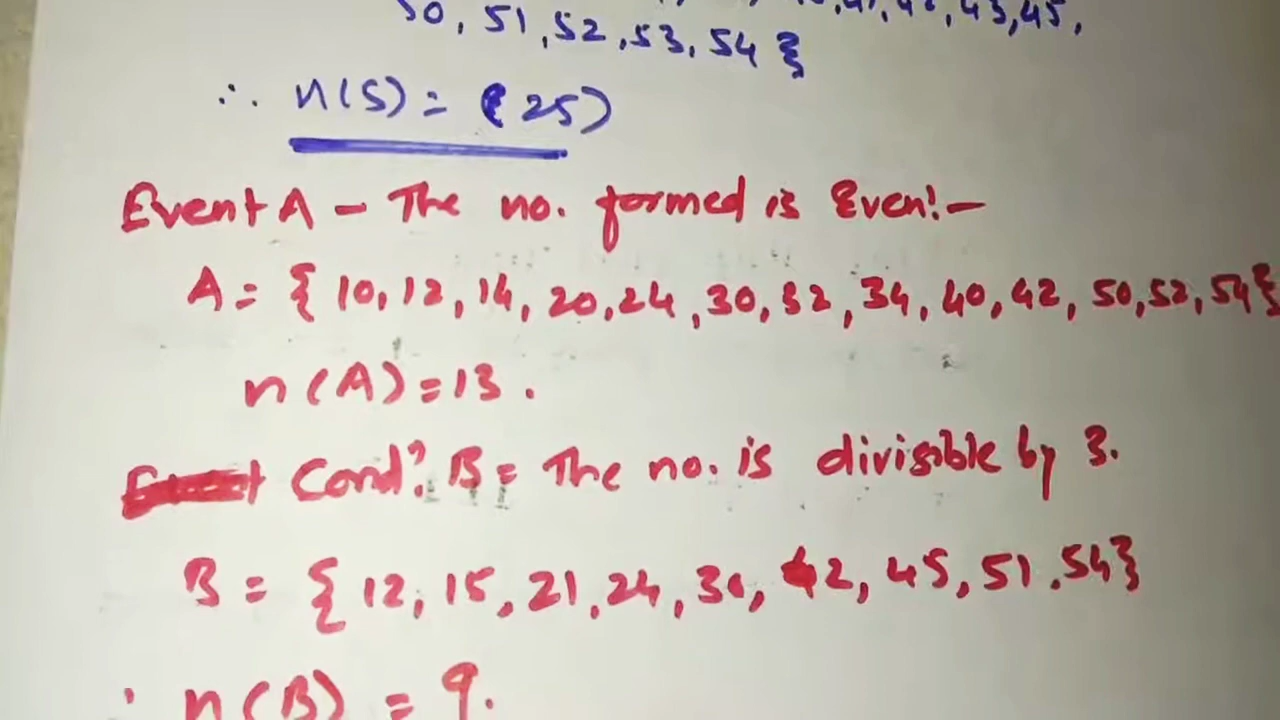 50, 51, 52, 53, 54 }
∴ n(S) = (25)
Event A - The no. formed is Even:-
A = { 10, 12, 14, 20, 24, 30, 32, 34, 40, 42, 50, 52, 54 }
n(A) = 13.
Cond? B = The no. is divisible by 3.
B = { 12, 15, 21, 24, 30, 42, 45, 51, 54 }
∴ n(B) = 9.